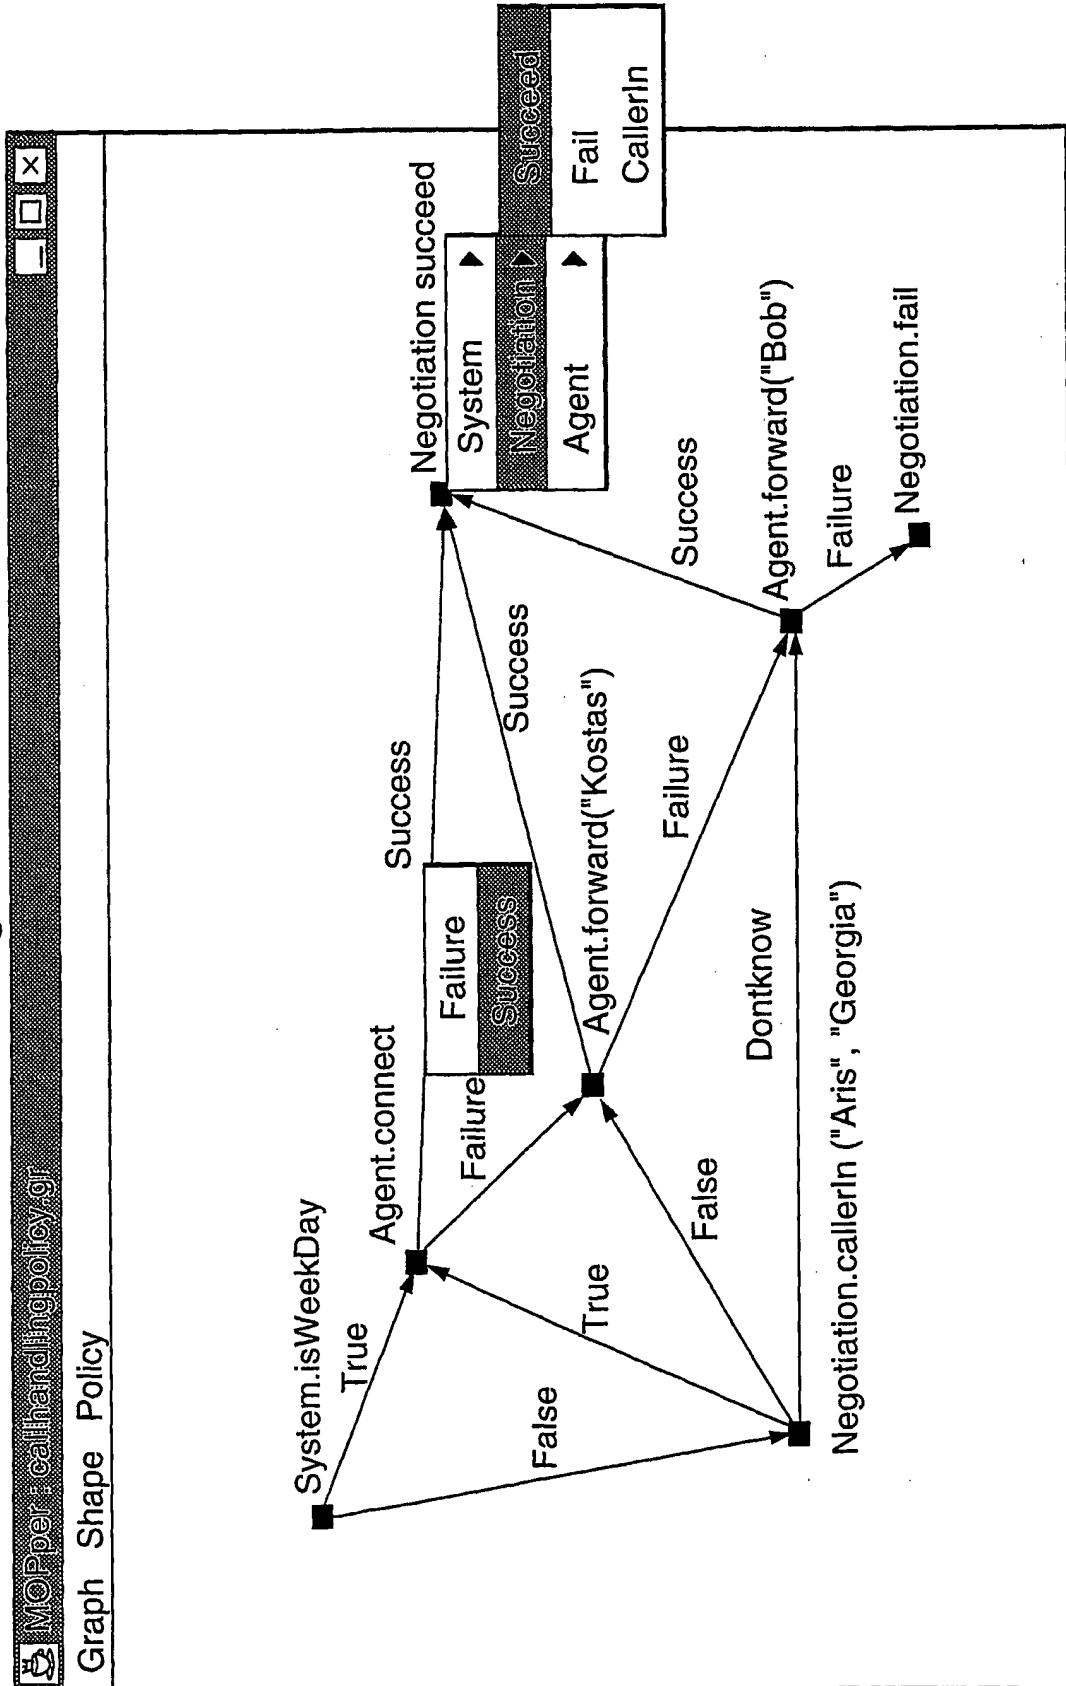 MOPper : callhandlingpolicy.gr
Graph Shape Policy
System.isWeekDay
True
False
Agent.connect
Failure
Failure
Success
Success
Negotiation succeed
System
Negotiation
Agent
Succeed
Fail
CallerIn
Success
Agent.forward("Kostas")
True
False
Failure
Success
Dontknow
Agent.forward("Bob")
Failure
Negotiation.fail
Negotiation.callerIn ("Aris", "Georgia")